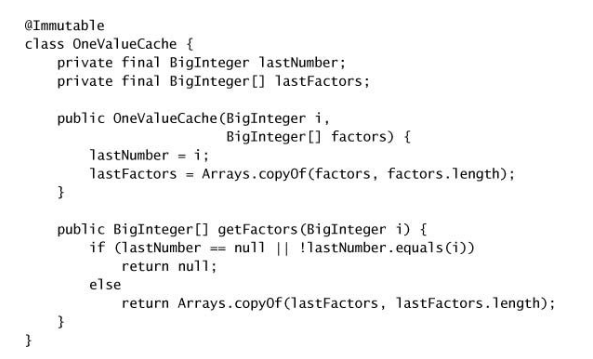 @Immutable
class OneValueCache {
    private final BigInteger lastNumber;
    private final BigInteger[] lastFactors;

    public OneValueCache(BigInteger i,
                         BigInteger[] factors) {
        lastNumber = i;
        lastFactors = Arrays.copyOf(factors, factors.length);
    }

    public BigInteger[] getFactors(BigInteger i) {
        if (lastNumber == null || !lastNumber.equals(i))
            return null;
        else
            return Arrays.copyOf(lastFactors, lastFactors.length);
    }
}